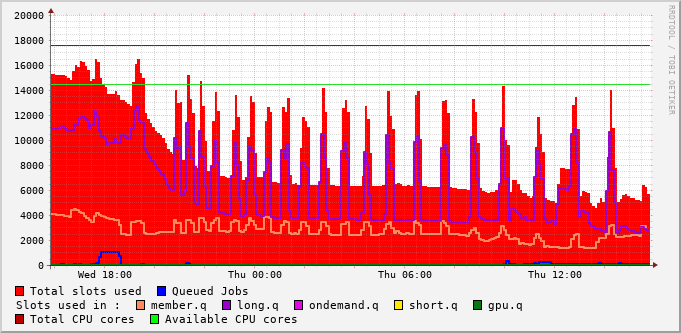 20000
18000
16000
14000
12000
10000
8000
6000
4000
2000
0
Wed 18:00 Thu 00:00 Thu 06:00 Thu 12:00
RRDTOOL / TOBI OETIKER
Total slots used Queued Jobs
Slots used in : member.q long.q ondemand.q short.q gpu.q
Total CPU cores Available CPU cores